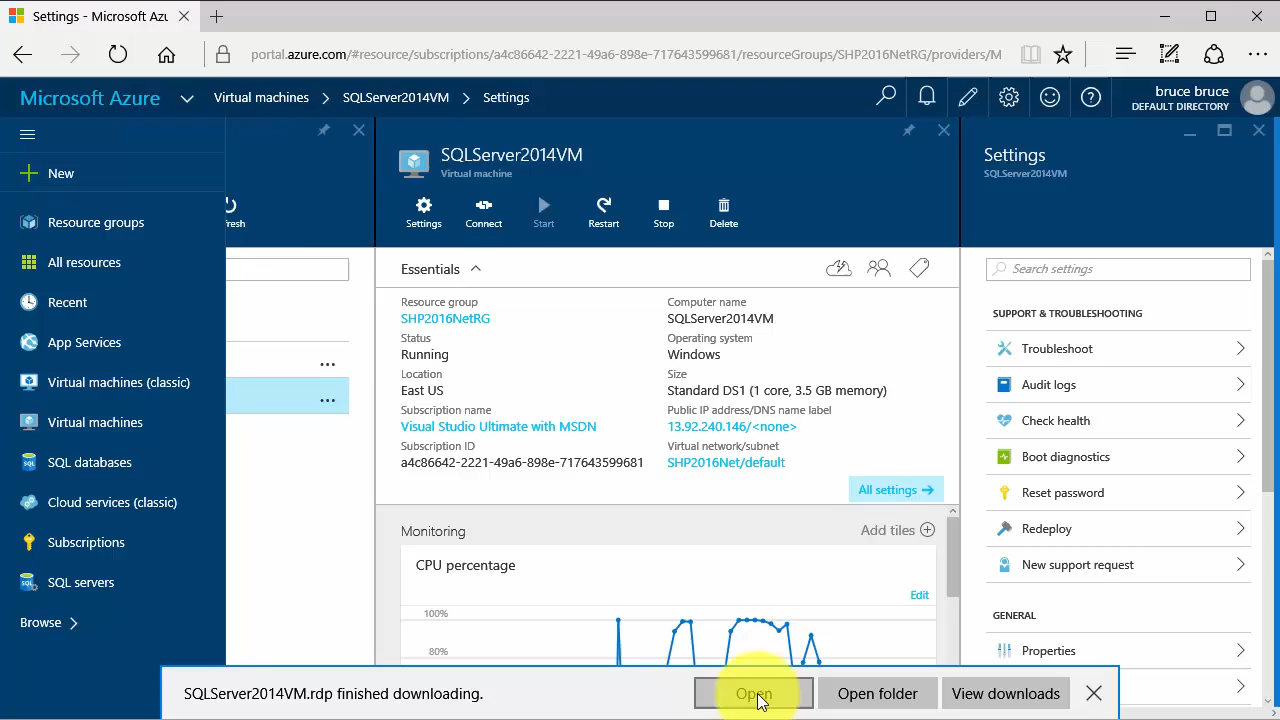 Settings - Microsoft Azu
portal.azure.com/#resource/subscriptions/a4c86642-2221-49a6-898e-717643599681/resourceGroups/SHP2016NetRG/providers/M
Microsoft Azure
Virtual machines > SQLServer2014VM > Settings
bruce bruce
DEFAULT DIRECTORY
New
Resource groups
All resources
Recent
App Services
Virtual machines (classic)
Virtual machines
SQL databases
Cloud services (classic)
Subscriptions
SQL servers
Browse
fresh
SQLServer2014VM
Virtual machine
Settings
Connect
Start
Restart
Stop
Delete
Essentials
Resource group
SHP2016NetRG
Status
Running
Location
East US
Subscription name
Visual Studio Ultimate with MSDN
Subscription ID
a4c86642-2221-49a6-898e-717643599681
Computer name
SQLServer2014VM
Operating system
Windows
Size
Standard DS1 (1 core, 3.5 GB memory)
Public IP address/DNS name label
13.92.240.146/<none>
Virtual network/subnet
SHP2016Net/default
All settings
Monitoring
Add tiles
CPU percentage
Edit
100%
80%
Settings
SQLServer2014VM
Search settings
SUPPORT & TROUBLESHOOTING
Troubleshoot
Audit logs
Check health
Boot diagnostics
Reset password
Redeploy
New support request
GENERAL
Properties
SQLServer2014VM.rdp finished downloading.
Open
Open folder
View downloads